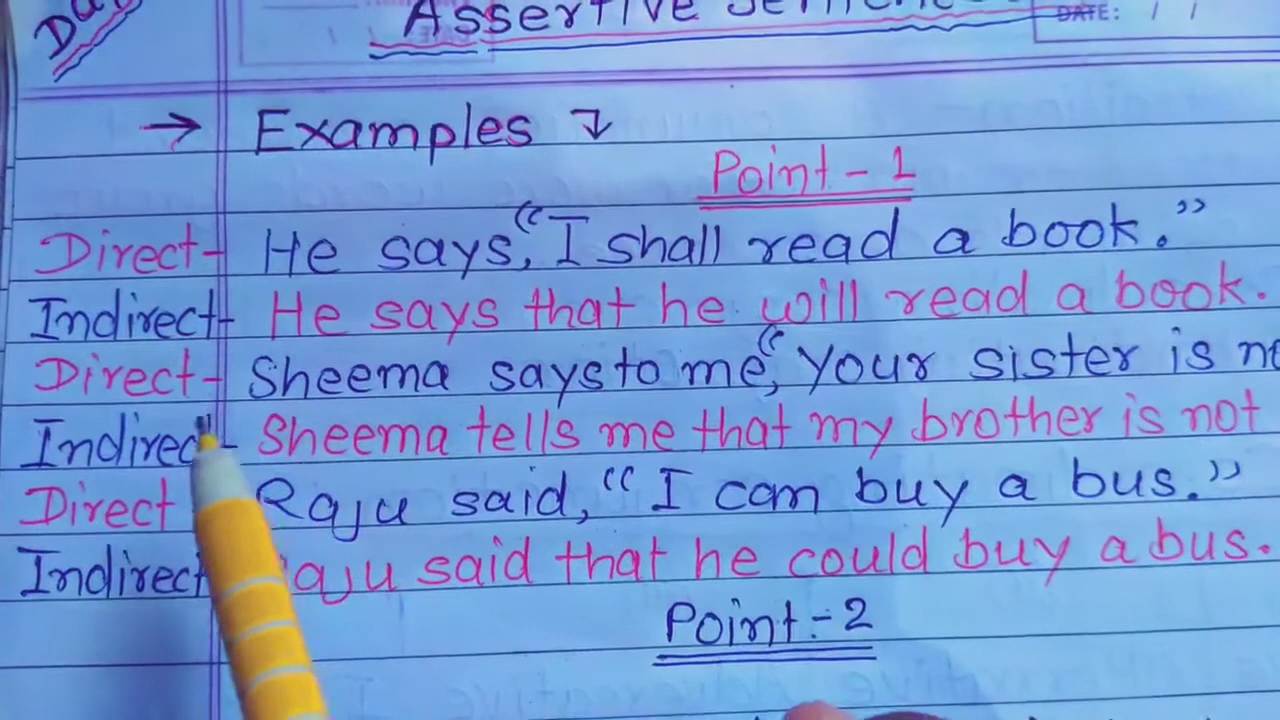 Day
Assertive
DATE: / /
→ Examples ↴
Point - 1
Direct - He says, “I shall read a book.”
Indirect - He says that he will read a book.
Direct - Sheema says to me, “Your sister is
Indirect - Sheema tells me that my brother is not
Direct Raju said, “I can buy a bus.”
Indirect said that he could buy a bus.
Point :- 2